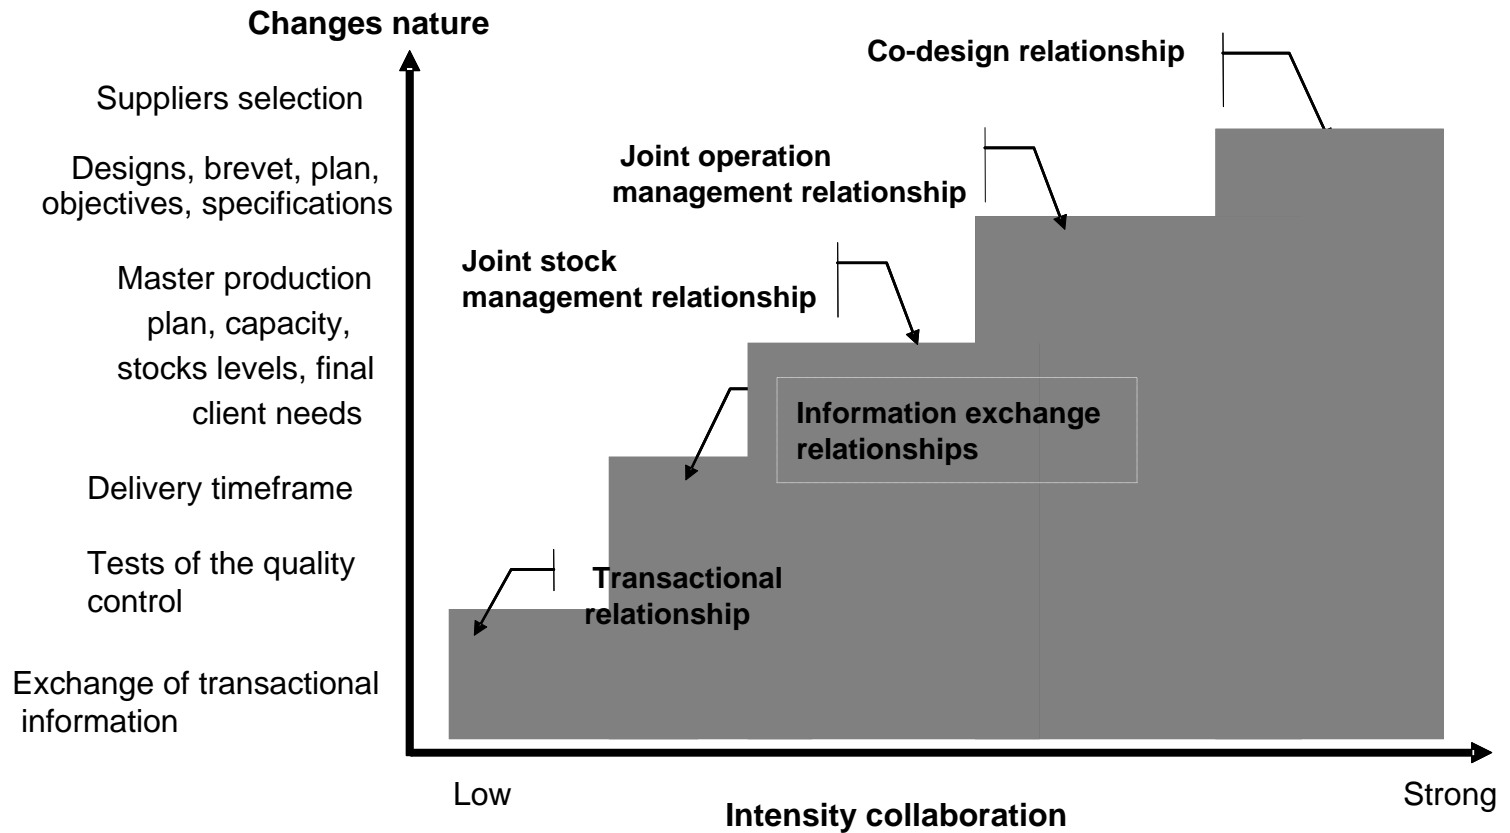 Changes nature
Suppliers selection
Designs, brevet, plan,
objectives, specifications
Master production
plan, capacity,
stocks levels, final
client needs
Delivery timeframe
Tests of the quality
control
Exchange of transactional
information
Co-design relationship
Joint operation
management relationship
Joint stock
management relationship
Information exchange
relationships
Transactional
relationship
Low
Strong
Intensity collaboration